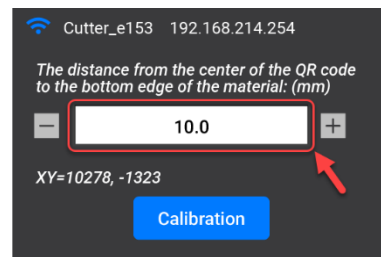 Cutter_e153 192.168.214.254
The distance from the center of the QR code
to the bottom edge of the material: (mm)
− 10.0 +
XY=10278, -1323
Calibration